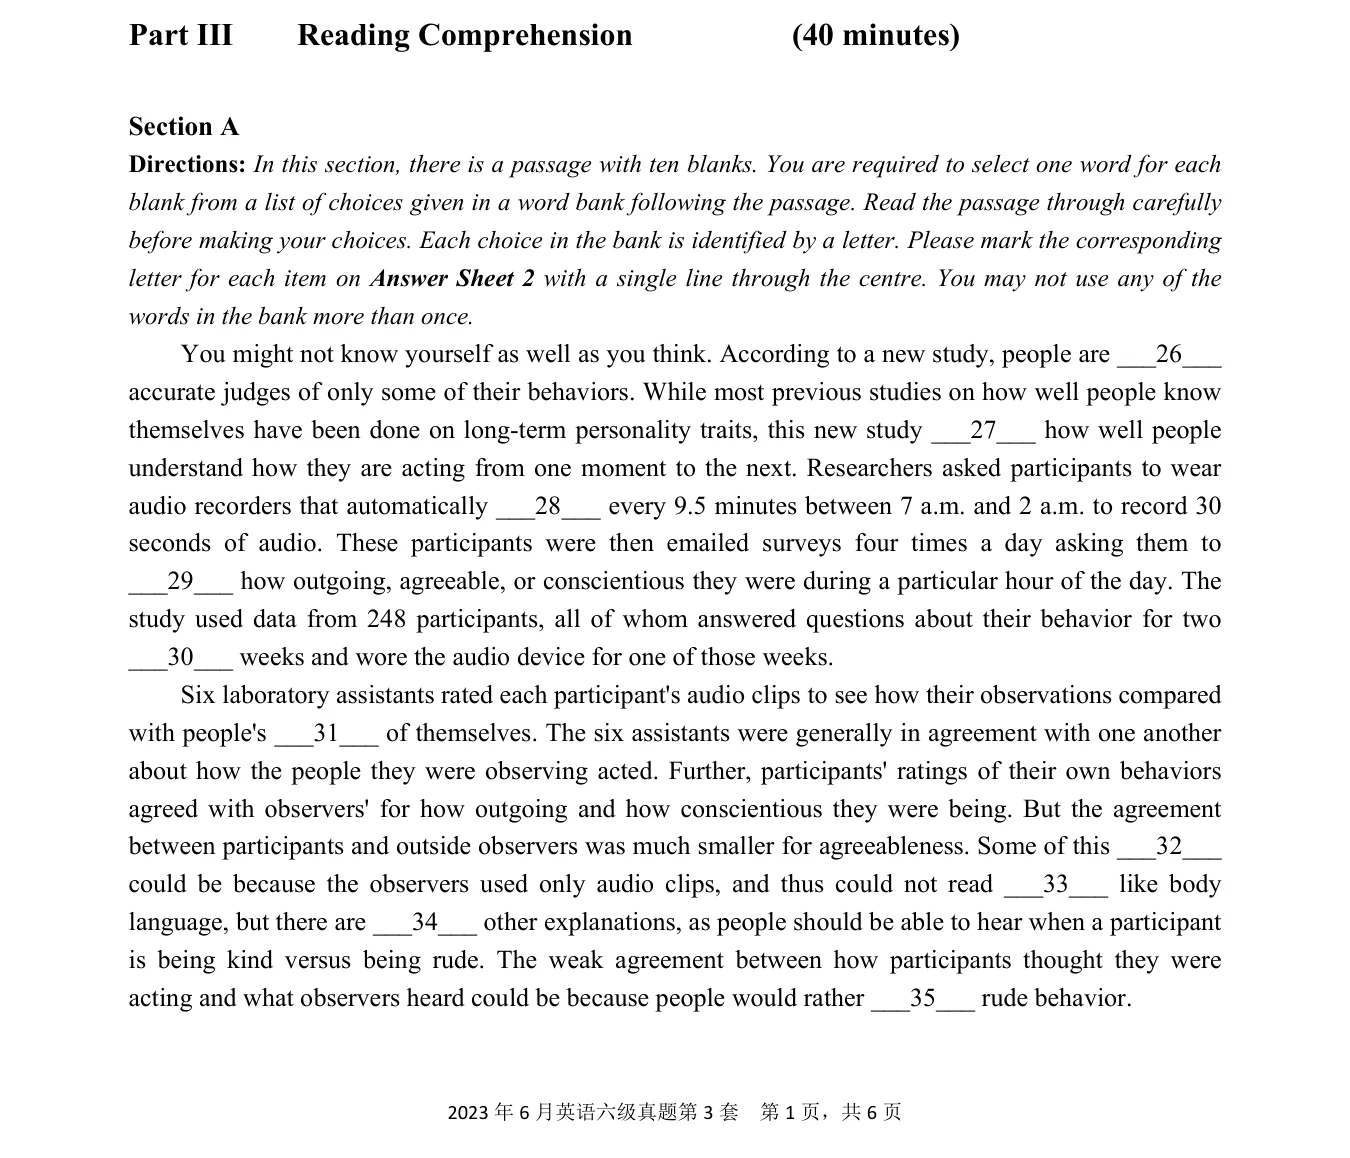 Part III Reading Comprehension (40 minutes)
Section A
Directions: In this section, there is a passage with ten blanks. You are required to select one word for each
blank from a list of choices given in a word bank following the passage. Read the passage through carefully
before making your choices. Each choice in the bank is identified by a letter. Please mark the corresponding
letter for each item on Answer Sheet 2 with a single line through the centre. You may not use any of the
words in the bank more than once.
You might not know yourself as well as you think. According to a new study, people are ___26___
accurate judges of only some of their behaviors. While most previous studies on how well people know
themselves have been done on long-term personality traits, this new study ___27___ how well people
understand how they are acting from one moment to the next. Researchers asked participants to wear
audio recorders that automatically ___28___ every 9.5 minutes between 7 a.m. and 2 a.m. to record 30
seconds of audio. These participants were then emailed surveys four times a day asking them to
___29___ how outgoing, agreeable, or conscientious they were during a particular hour of the day. The
study used data from 248 participants, all of whom answered questions about their behavior for two
___30___ weeks and wore the audio device for one of those weeks.
Six laboratory assistants rated each participant's audio clips to see how their observations compared
with people's ___31___ of themselves. The six assistants were generally in agreement with one another
about how the people they were observing acted. Further, participants' ratings of their own behaviors
agreed with observers' for how outgoing and how conscientious they were being. But the agreement
between participants and outside observers was much smaller for agreeableness. Some of this ___32___
could be because the observers used only audio clips, and thus could not read ___33___ like body
language, but there are ___34___ other explanations, as people should be able to hear when a participant
is being kind versus being rude. The weak agreement between how participants thought they were
acting and what observers heard could be because people would rather ___35___ rude behavior.
2023 年 6 月英语六级真题第 3 套 第 1 页，共 6 页